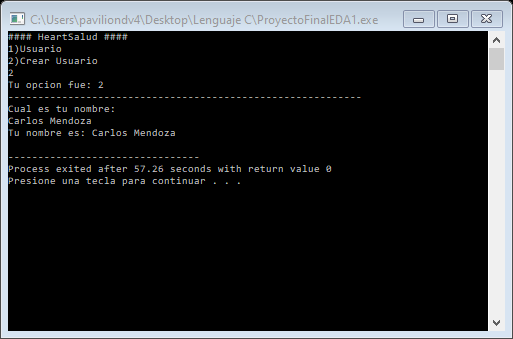 C:\Users\paviliondv4\Desktop\Lenguaje C\ProyectoFinalEDA1.exe
#### HeartSalud ####
1)Usuario
2)Crear Usuario
2
Tu opcion fue: 2
------------------------------------------------------------
Cual es tu nombre:
Carlos Mendoza
Tu nombre es: Carlos Mendoza
--------------------------------
Process exited after 57.26 seconds with return value 0
Presione una tecla para continuar . . .